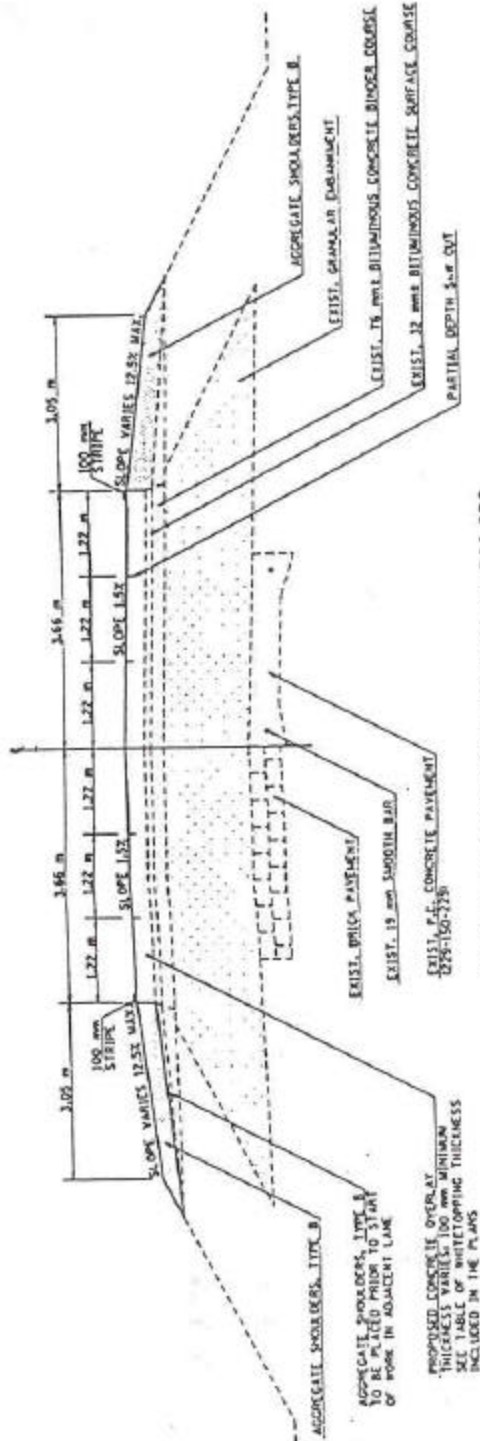 3.05 m
3.66 m
3.66 m
3.05 m
1.22 m
1.22 m
1.22 m
1.22 m
1.22 m
1.22 m
100 mm
STRIPE
100 mm
STRIPE
SLOPE VARIES 12.5% MAX.
SLOPE 1.5%
SLOPE 1.5%
SLOPE VARIES 12.5% MAX.
AGGREGATE SHOULDERS, TYPE B
AGGREGATE SHOULDERS, TYPE B
TO BE PLACED PRIOR TO START
OF WORK IN ADJACENT LANE
PROPOSED CONCRETE OVERLAY
THICKNESS VARIES: 100 mm MINIMUM
SEE TABLE OF WHITETOPPING THICKNESS
INCLUDED IN THE PLANS
EXIST. BRICK PAVEMENT
EXIST. 19 mm SMOOTH BAR
EXIST. P.C. CONCRETE PAVEMENT
(229-150-229)
AGGREGATE SHOULDERS, TYPE B
EXIST. GRANULAR EMBANKMENT
EXIST. 76 mm± BITUMINOUS CONCRETE BINDER COURSE
EXIST. 32 mm± BITUMINOUS CONCRETE SURFACE COURSE
PARTIAL DEPTH SAW CUT